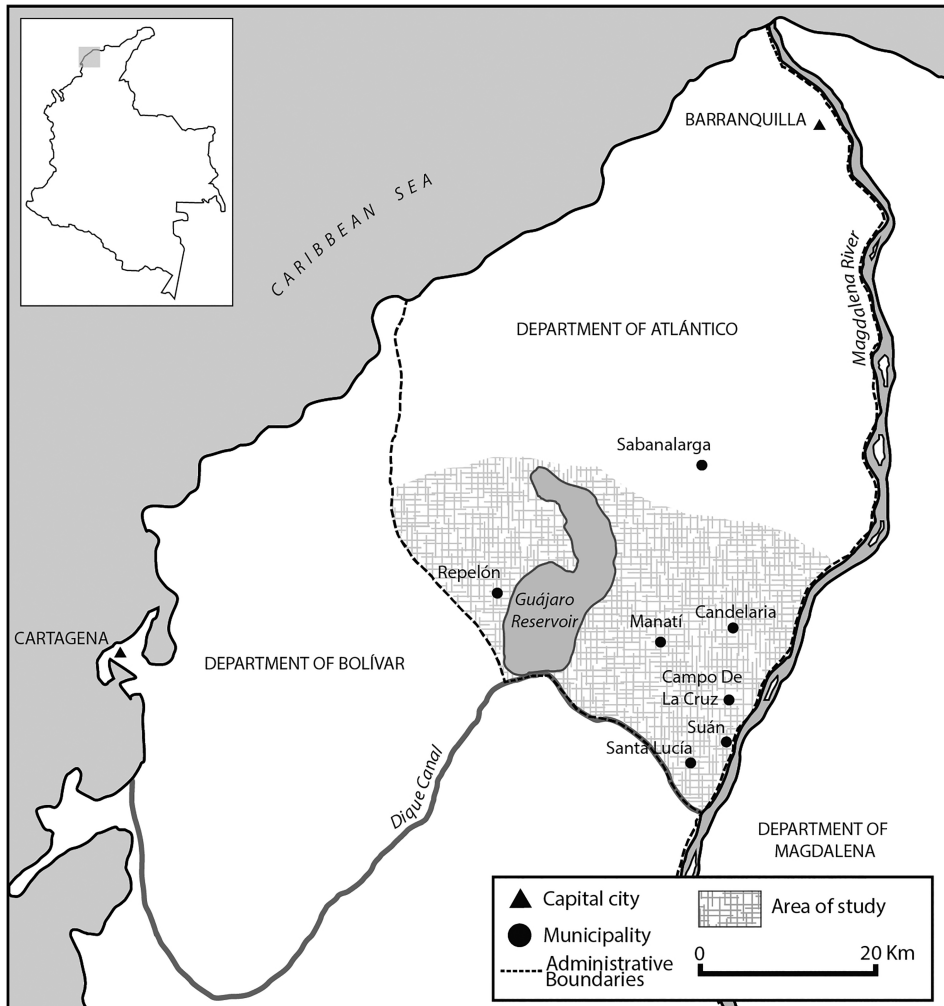 BARRANQUILLA
CARIBBEAN SEA
Magdalena River
DEPARTMENT OF ATLÁNTICO
Sabanalarga
Repelón
Guájaro
Reservoir
Manatí
Candelaria
CARTAGENA
DEPARTMENT OF BOLÍVAR
Campo De
La Cruz
Suán
Santa Lucía
Dique Canal
DEPARTMENT OF
MAGDALENA
Capital city
Area of study
Municipality
Administrative
Boundaries
0 20 Km